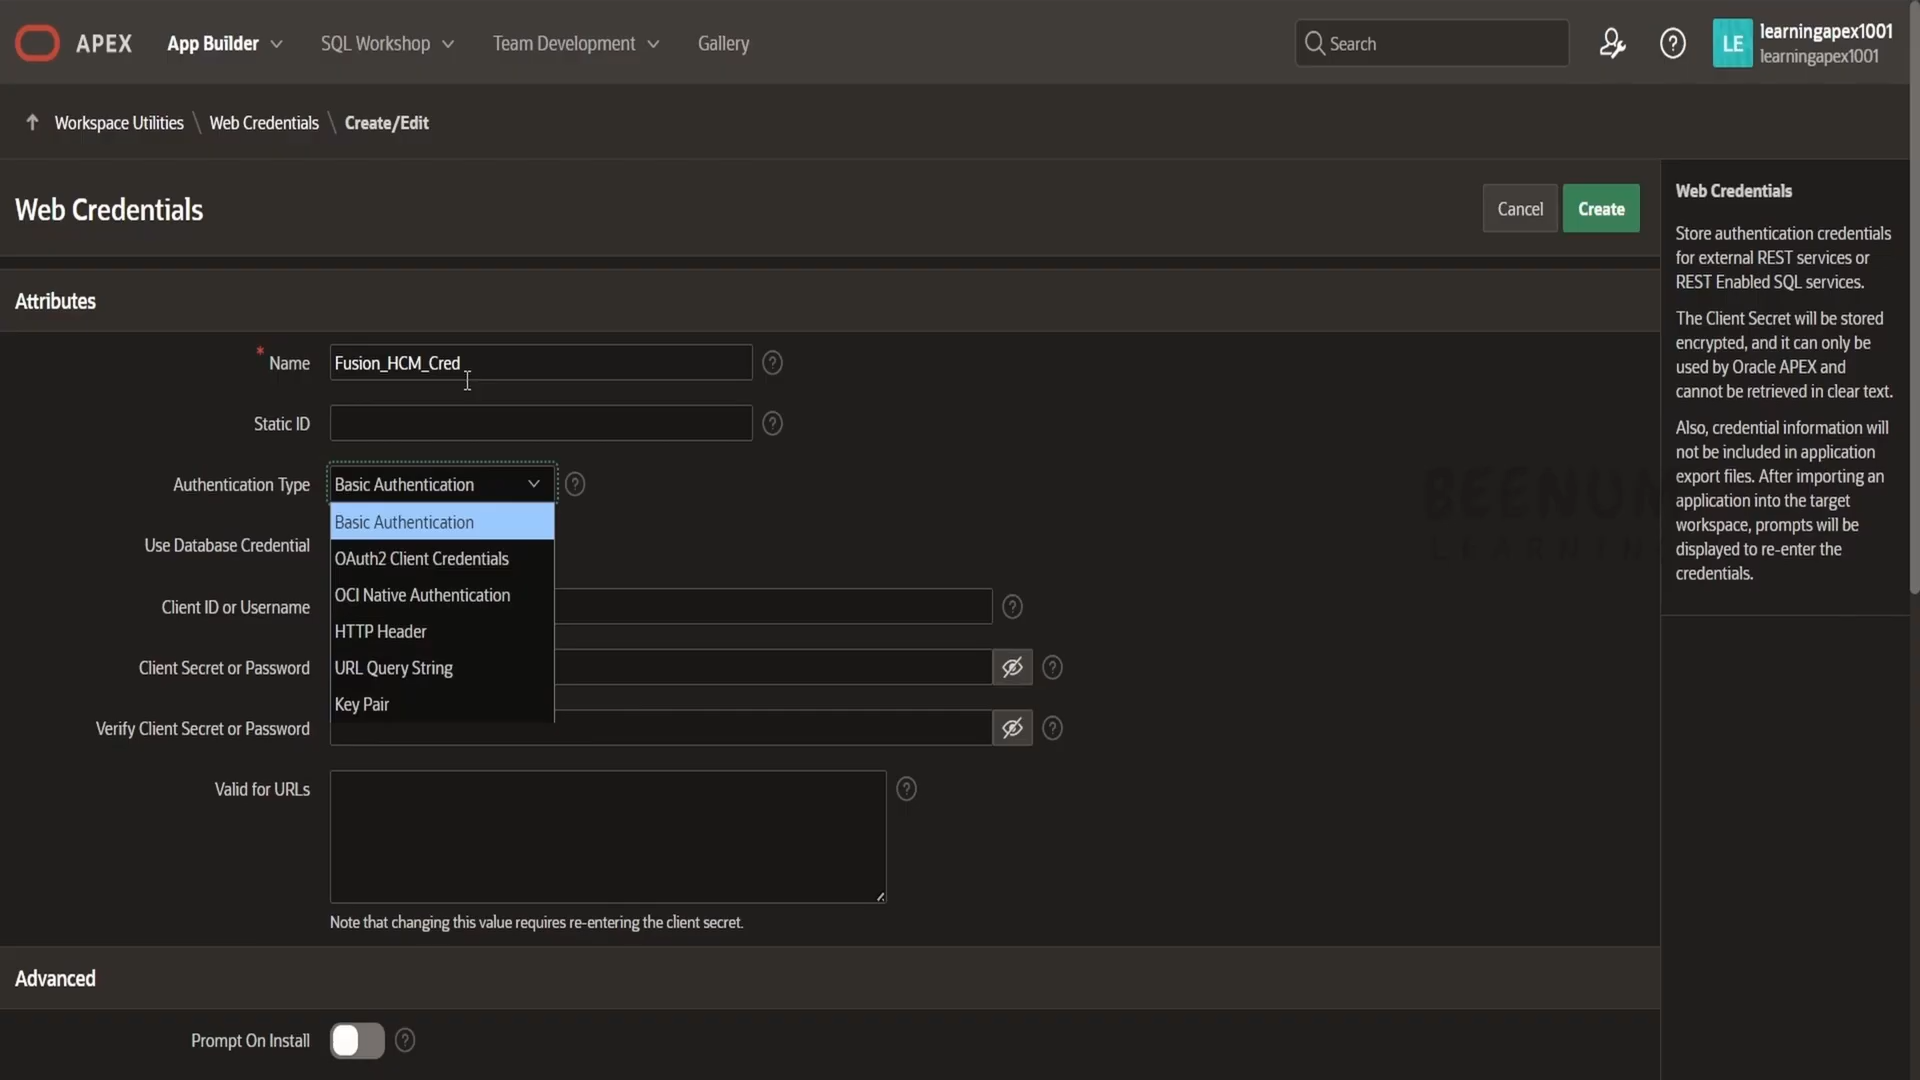 APEX
App Builder
SQL Workshop
Team Development
Gallery
Search
LE
learningapex1001
learningapex1001
Workspace Utilities \ Web Credentials \ Create/Edit
Web Credentials
Cancel
Create
Attributes
* Name
Fusion_HCM_Cred
Static ID
Authentication Type
Basic Authentication
Basic Authentication
OAuth2 Client Credentials
OCI Native Authentication
HTTP Header
URL Query String
Key Pair
Use Database Credential
Client ID or Username
Client Secret or Password
Verify Client Secret or Password
Valid for URLs
Note that changing this value requires re-entering the client secret.
Advanced
Prompt On Install
Web Credentials
Store authentication credentials
for external REST services or
REST Enabled SQL services.
The Client Secret will be stored
encrypted, and it can only be
used by Oracle APEX and
cannot be retrieved in clear text.
Also, credential information will
not be included in application
export files. After importing an
application into the target
workspace, prompts will be
displayed to re-enter the
credentials.